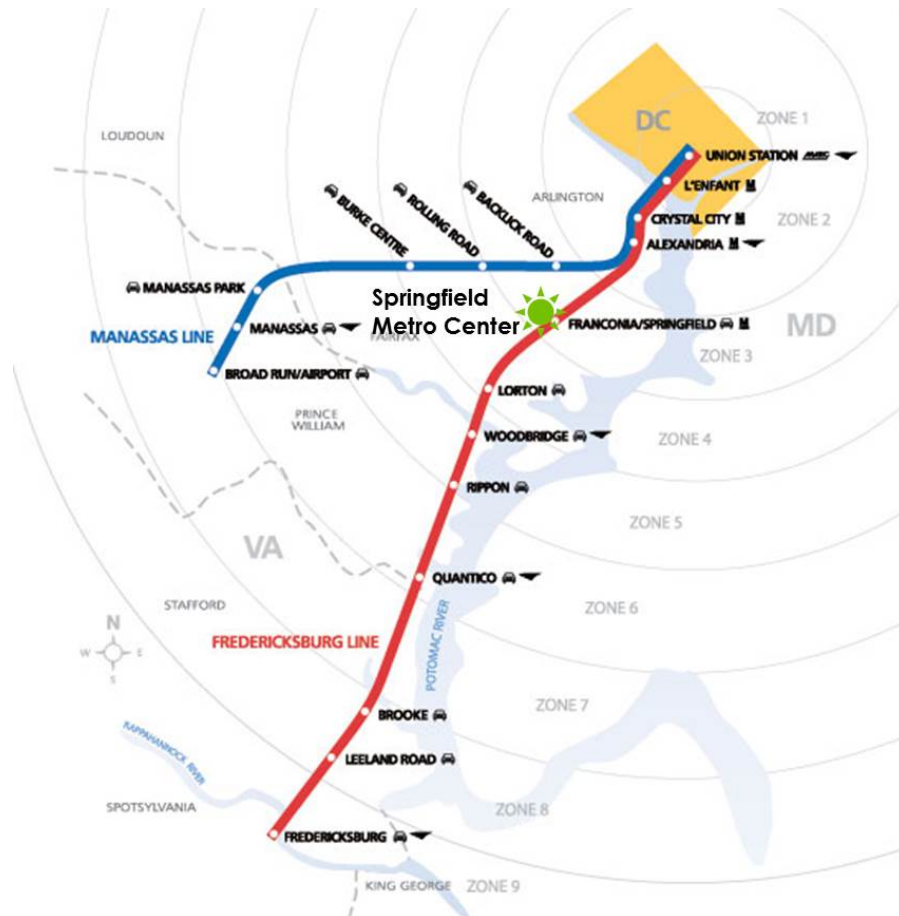 LOUDOUN
DC
ZONE 1
UNION STATION MARC
L'ENFANT M
ARLINGTON
ZONE 2
CRYSTAL CITY M
ALEXANDRIA M
BURKE CENTRE
ROLLING ROAD
BACKLICK ROAD
MANASSAS PARK
Springfield
Metro Center
FRANCONIA/SPRINGFIELD M
MD
MANASSAS LINE
MANASSAS
FAIRFAX
ZONE 3
BROAD RUN/AIRPORT
LORTON
PRINCE
WILLIAM
WOODBRIDGE
ZONE 4
RIPPON
ZONE 5
VA
QUANTICO
STAFFORD
ZONE 6
N
W E
S
FREDERICKSBURG LINE
POTOMAC RIVER
ZONE 7
BROOKE
RAPPAHANNOCK RIVER
LEELAND ROAD
SPOTSYLVANIA
ZONE 8
FREDERICKSBURG
KING GEORGE
ZONE 9